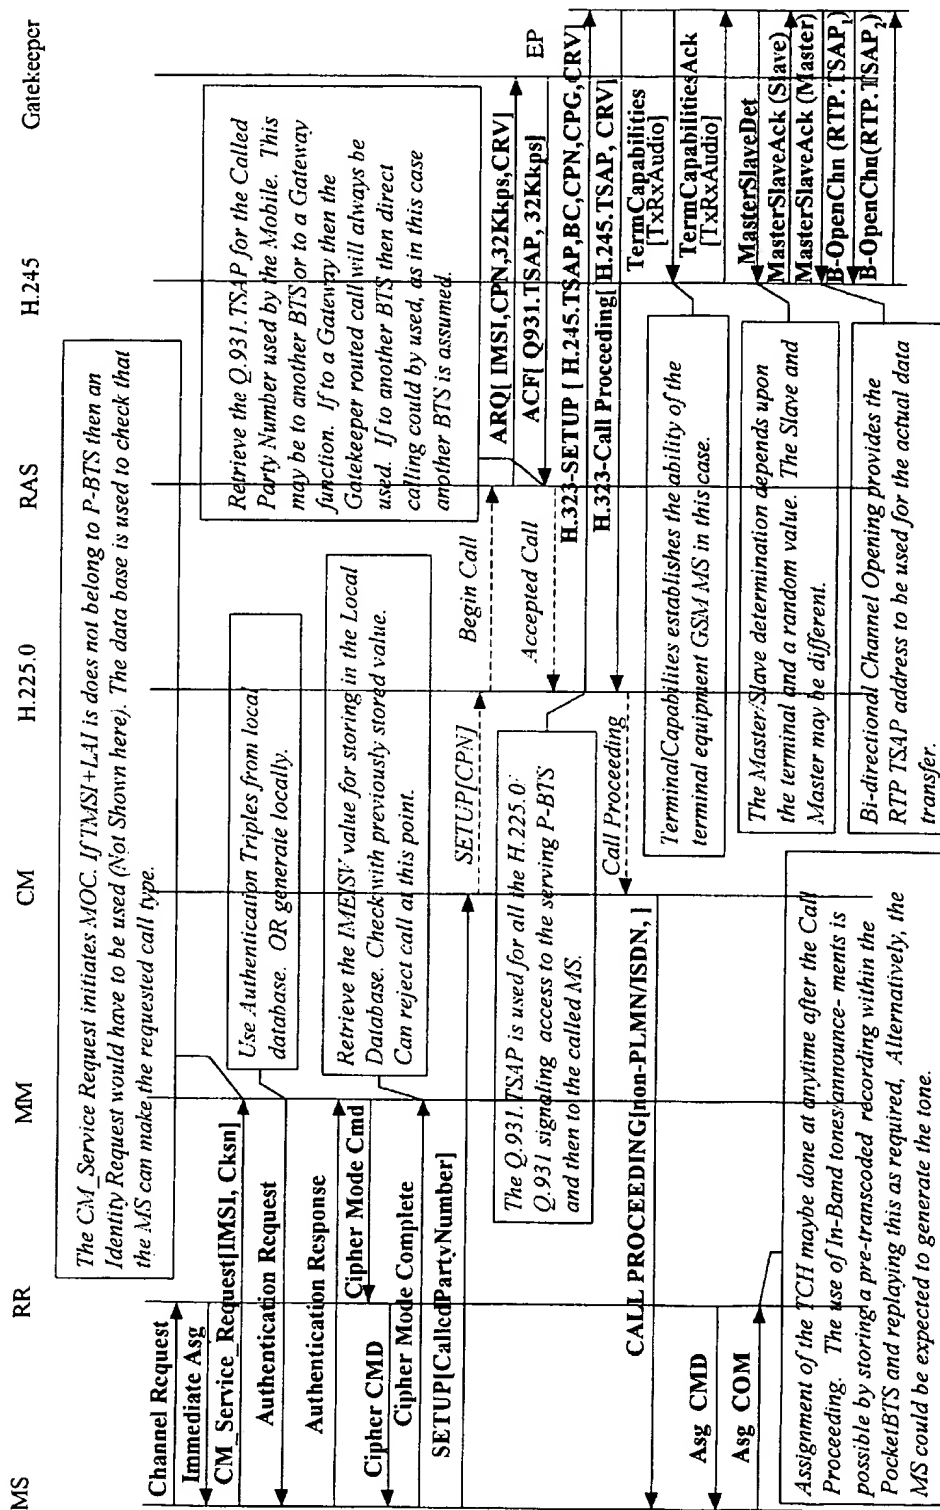 MS
RR
MM
CM
H.225.0
RAS
H.245
Gatekeeper
The CM_Service Request initiates MOC. If TMSI+LAI is does not belong to P-BTS then an
Identity Request would have to be used (Not Shown here). The data base is used to check that
the MS can make the requested call type.
Channel Request
Immediate Asg
CM_Service_Request[IMSI, Cksn]
Use Authentication Triples from local
database. OR generate locally.
Authentication Request
Authentication Response
Retrieve the IMEISV value for storing in the Local
Database. Check with previously stored value.
Can reject call at this point.
Cipher Mode Cmd
Cipher CMD
Cipher Mode Complete
SETUP[CalledPartyNumber]
Retrieve the Q.931.TSAP for the Called
Party Number used by the Mobile. This
may be to another BTS or to a Gateway
function. If to a Gateway then the
Gatekeeper routed call will always be
used. If to another BTS then direct
calling could by used, as in this case
another BTS is assumed.
SETUP[CPN]
Begin Call
ARQ[ IMSI,CPN,32Kkps,CRV]
EP
ACF[ Q931.TSAP, 32Kkps]
Accepted Call
H.323-SETUP [ H.245.TSAP,BC,CPN,CPG,CRV]
H.323-Call Proceeding[ H.245.TSAP, CRV]
The Q.931.TSAP is used for all the H.225.0/
Q.931 signaling access to the serving P-BTS
and then to the called MS.
Call Proceeding
CALL PROCEEDING[non-PLMN/ISDN, ]
TermCapabilities
[TxRxAudio]
TermCapabilitiesAck
[TxRxAudio]
TerminalCapabilites establishes the ability of the
terminal equipment GSM MS in this case.
MasterSlaveDet
MasterSlaveAck (Slave)
MasterSlaveAck (Master)
The Master/Slave determination depends upon
the terminal and a random value. The Slave and
Master may be different.
B-OpenChn (RTP.TSAP1)
B-OpenChn(RTP.TSAP2)
Bi-directional Channel Opening provides the
RTP TSAP address to be used for the actual data
transfer.
Asg CMD
Asg COM
Assignment of the TCH maybe done at anytime after the Call
Proceeding. The use of In-Band tones/announce- ments is
possible by storing a pre-transcoded recording within the
PocketBTS and replaying this as required, Alternatively, the
MS could be expected to generate the tone.